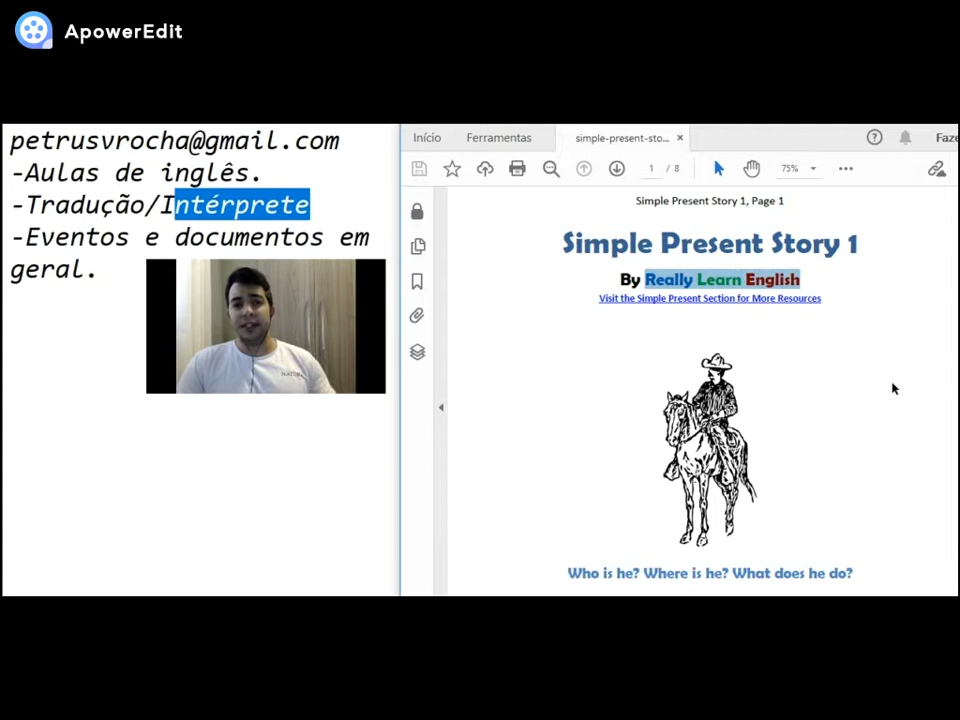 ApowerEdit
petrusvrocha@gmail.com
-Aulas de inglês.
-Tradução/Intérprete
-Eventos e documentos em
geral.
Início Ferramentas simple-present-sto... × Faze
1 / 8 75%
Simple Present Story 1, Page 1
Simple Present Story 1
By Really Learn English
Visit the Simple Present Section for More Resources
Who is he? Where is he? What does he do?